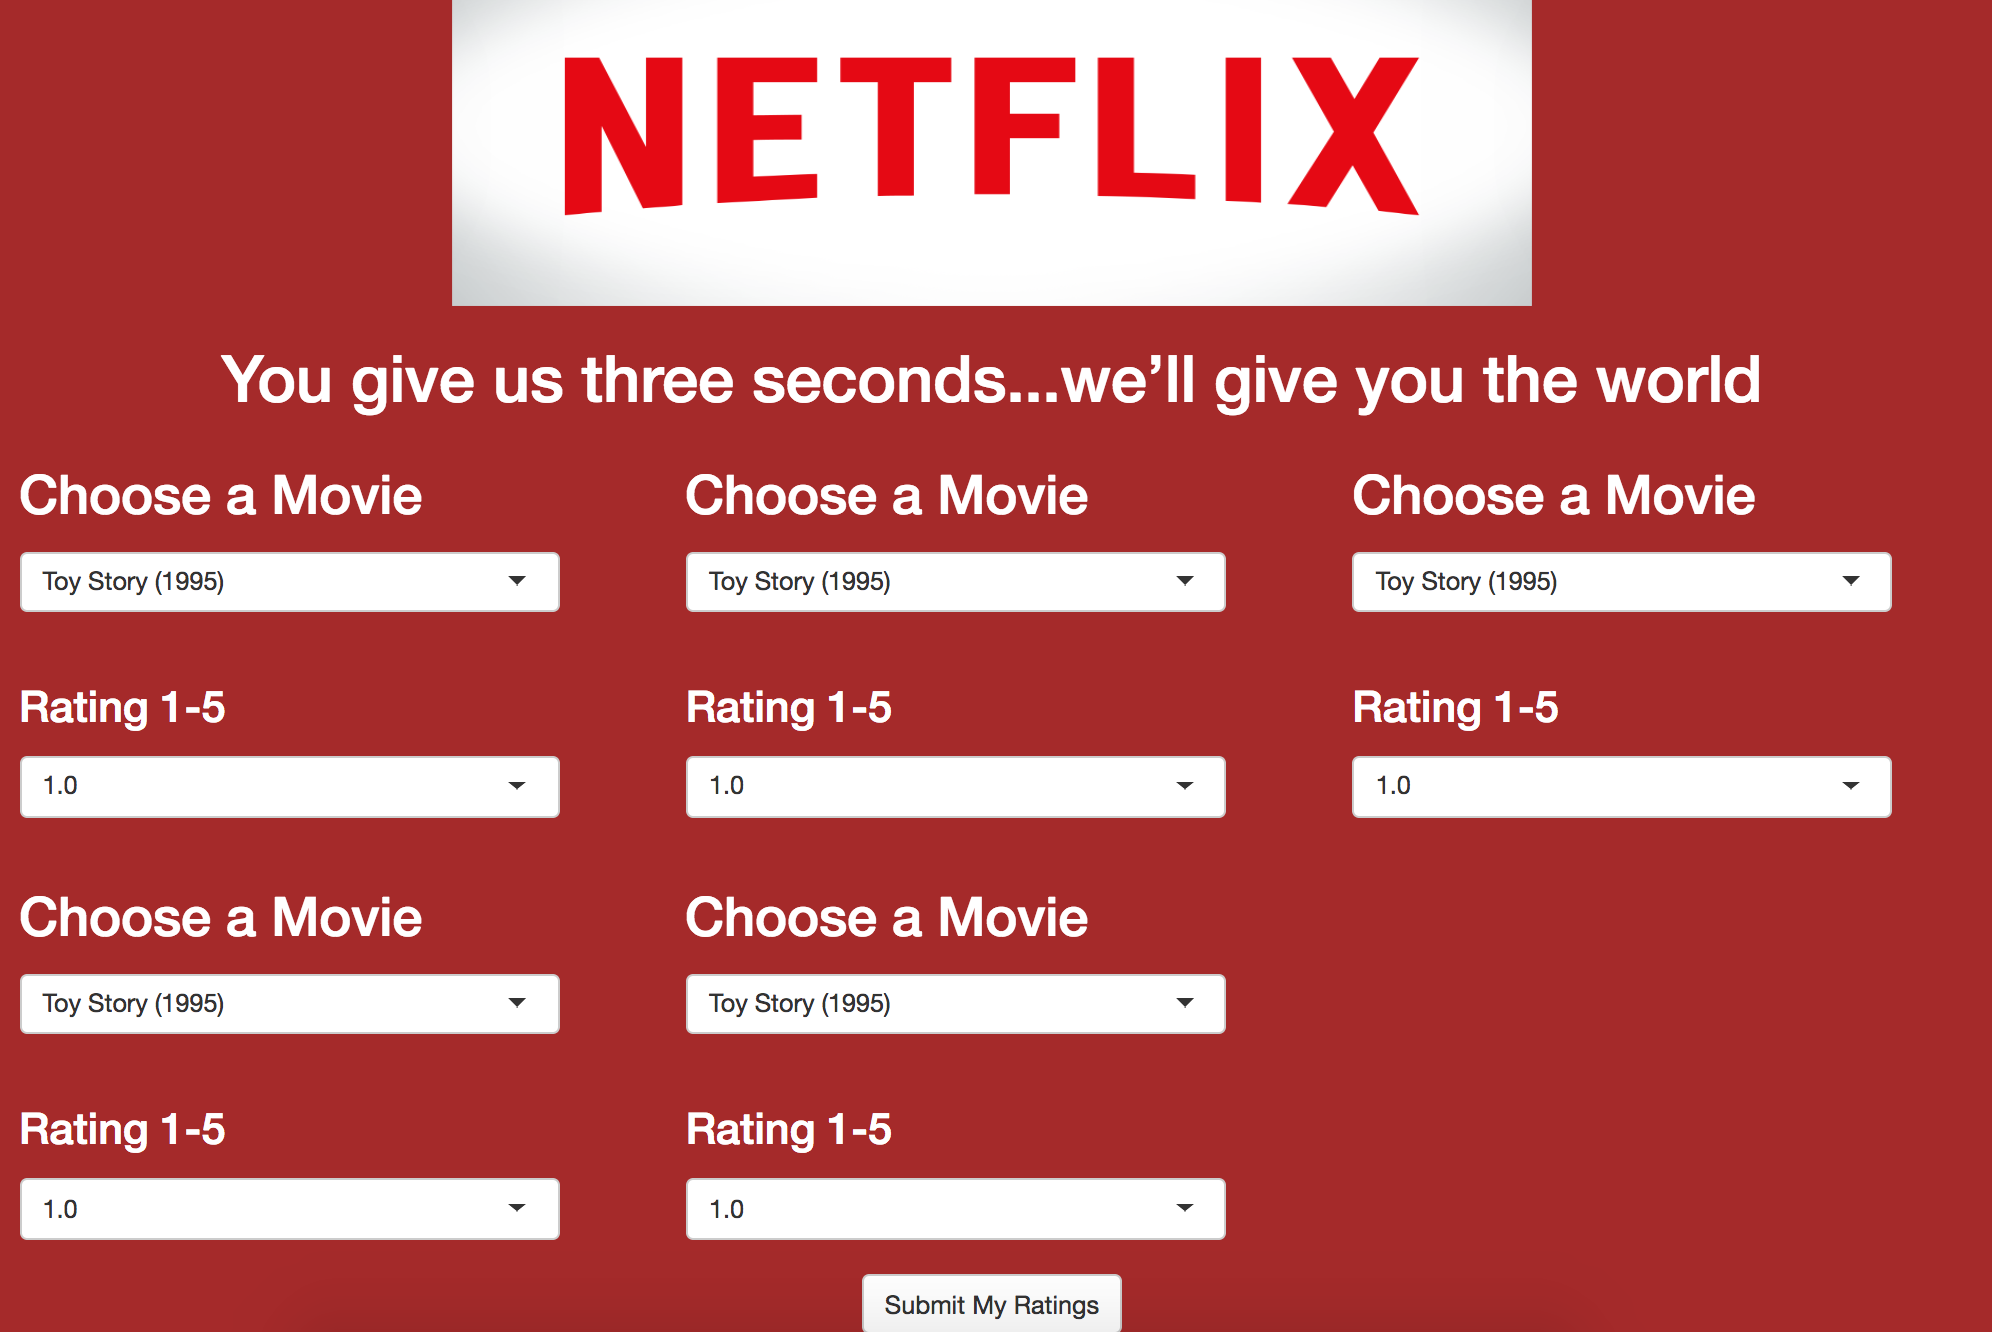 NETFLIX
You give us three seconds...we’ll give you the world
Choose a Movie Choose a Movie Choose a Movie
Toy Story (1995) Toy Story (1995) Toy Story (1995)
Rating 1-5 Rating 1-5 Rating 1-5
1.0 1.0 1.0
Choose a Movie Choose a Movie
Toy Story (1995) Toy Story (1995)
Rating 1-5 Rating 1-5
1.0 1.0
Submit My Ratings